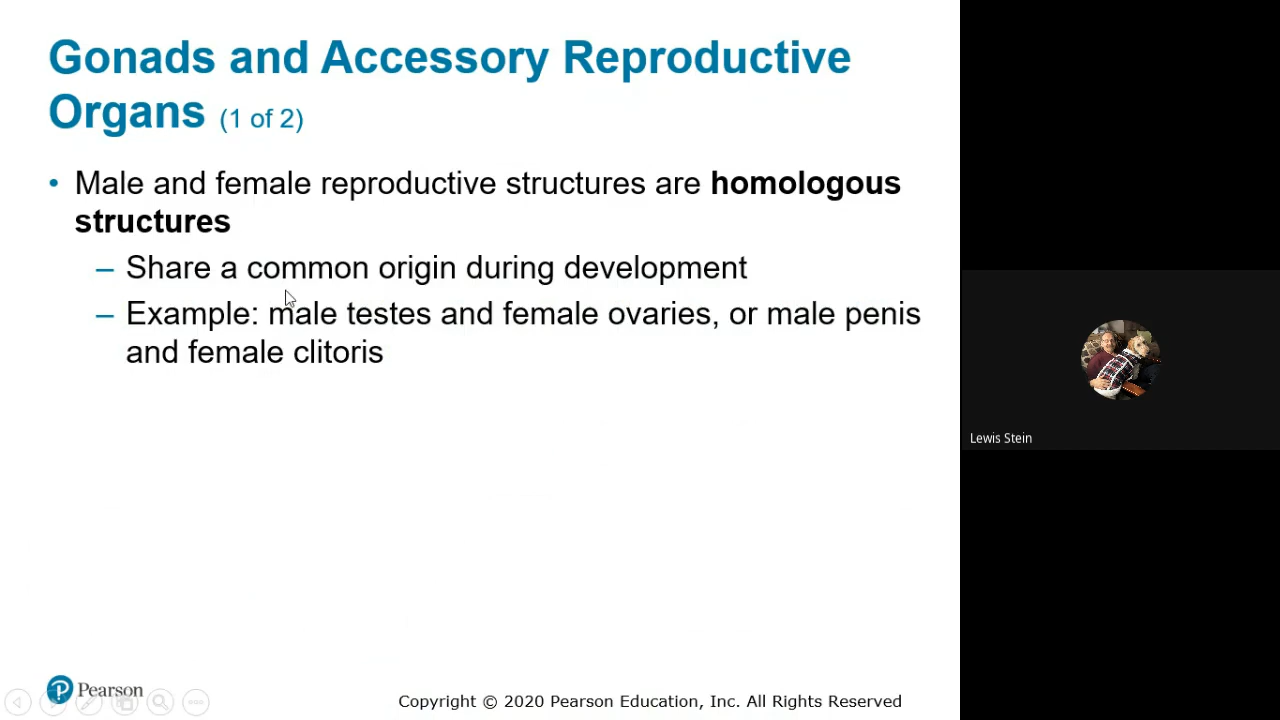 Gonads and Accessory Reproductive
Organs (1 of 2)
• Male and female reproductive structures are homologous
structures
– Share a common origin during development
– Example: male testes and female ovaries, or male penis
and female clitoris
Lewis Stein
Pearson
Copyright © 2020 Pearson Education, Inc. All Rights Reserved